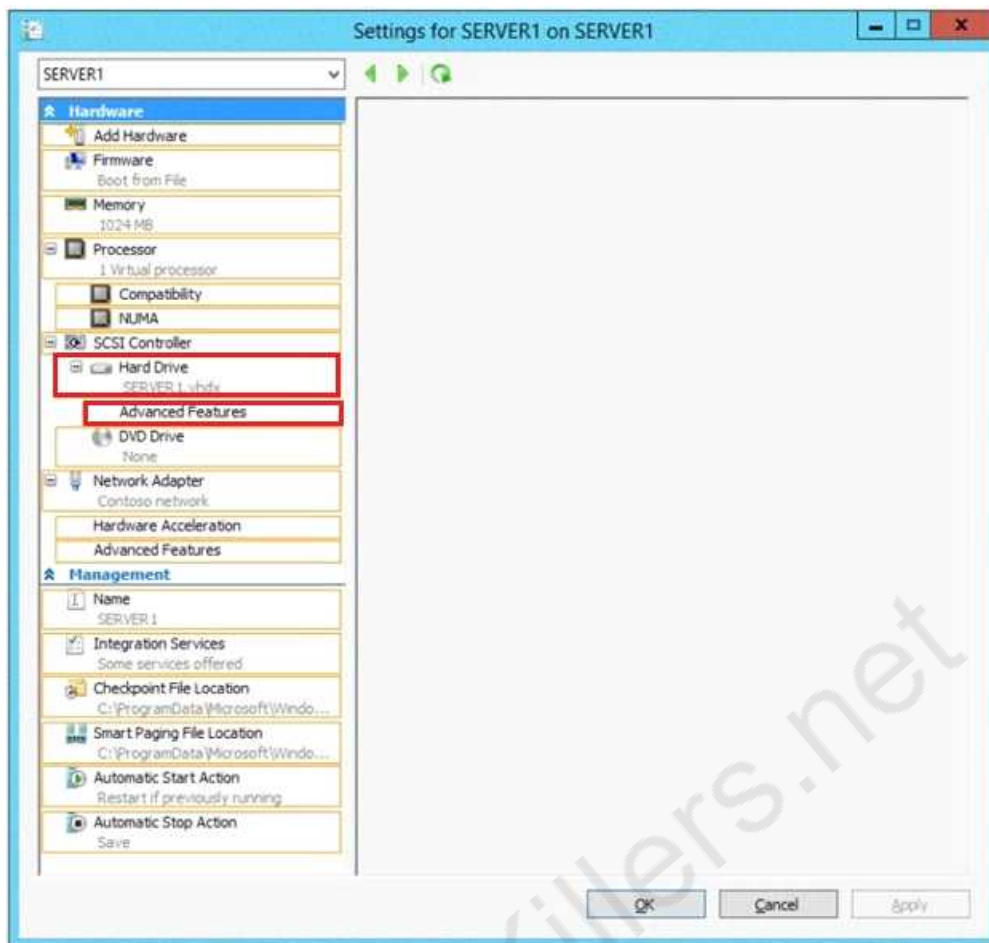 Settings for SERVER1 on SERVER1
SERVER1
Hardware
Add Hardware
Firmware
Boot from File
Memory
1024 MB
Processor
1 Virtual processor
Compatibility
NUMA
SCSI Controller
Hard Drive
SERVER1.vhdx
Advanced Features
DVD Drive
None
Network Adapter
Contoso network
Hardware Acceleration
Advanced Features
Management
Name
SERVER1
Integration Services
Some services offered
Checkpoint File Location
C:\ProgramData\Microsoft\Windo...
Smart Paging File Location
C:\ProgramData\Microsoft\Windo...
Automatic Start Action
Restart if previously running
Automatic Stop Action
Save
OK Cancel Apply
illers.net